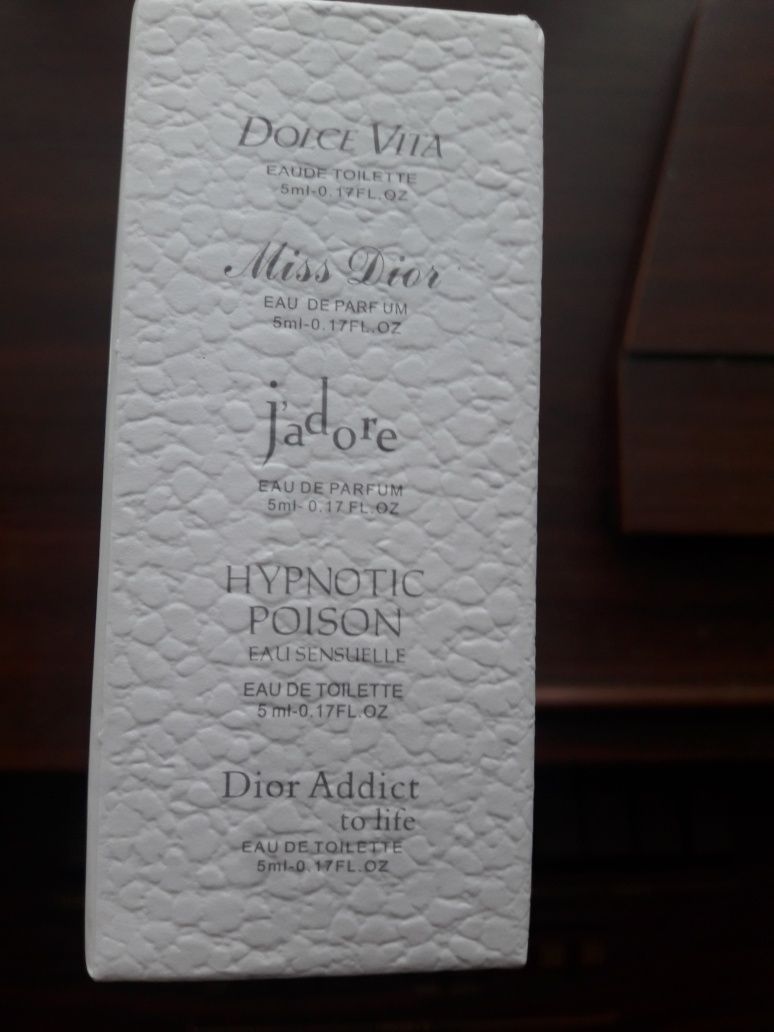 DOLCE VITA
EAUDE TOILETTE
5ml-0.17FL.OZ
Miss Dior
EAU DE PARFUM
5ml-0.17FL.OZ
j'adore
EAU DE PARFUM
5ml-0.17FL.OZ
HYPNOTIC
POISON
EAU SENSUELLE
EAU DE TOILETTE
5ml-0.17FL.OZ
Dior Addict
to life
EAU DE TOILETTE
5ml-0.17FL.OZ